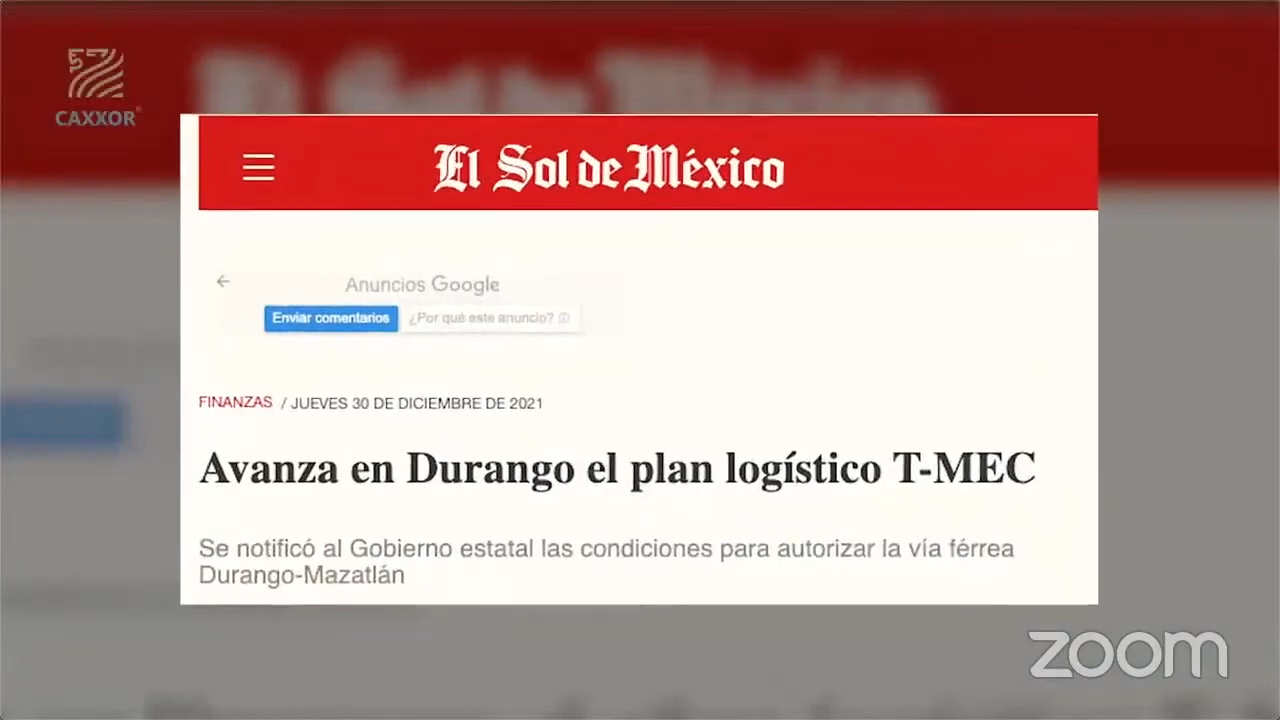 CAXXOR
El Sol de México
Anuncios Google
Enviar comentarios
¿Por qué este anuncio?
FINANZAS / JUEVES 30 DE DICIEMBRE DE 2021
Avanza en Durango el plan logístico T-MEC
Se notificó al Gobierno estatal las condiciones para autorizar la vía férrea
Durango-Mazatlán
zoom